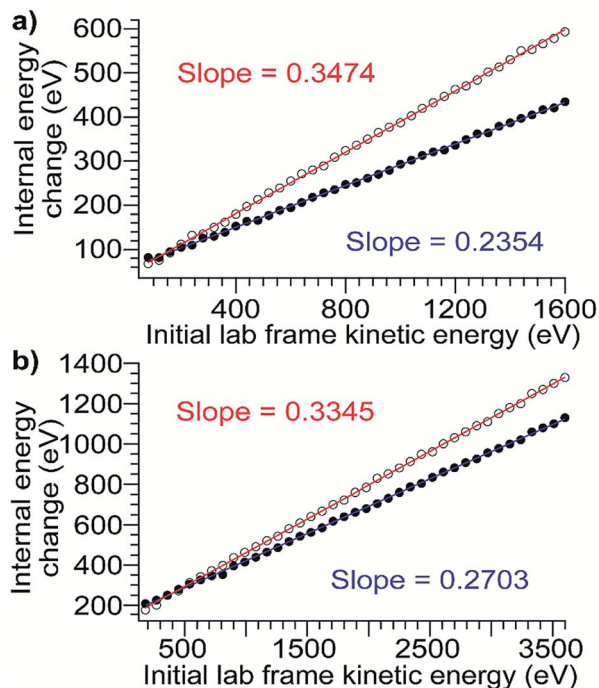 a)
600
500
400
300
200
100
Internal energy
change (eV)
Slope = 0.3474
Slope = 0.2354
400 800 1200 1600
Initial lab frame kinetic energy (eV)
b)
1400
1200
1000
800
600
400
200
Internal energy
change (eV)
Slope = 0.3345
Slope = 0.2703
500 1500 2500 3500
Initial lab frame kinetic energy (eV)